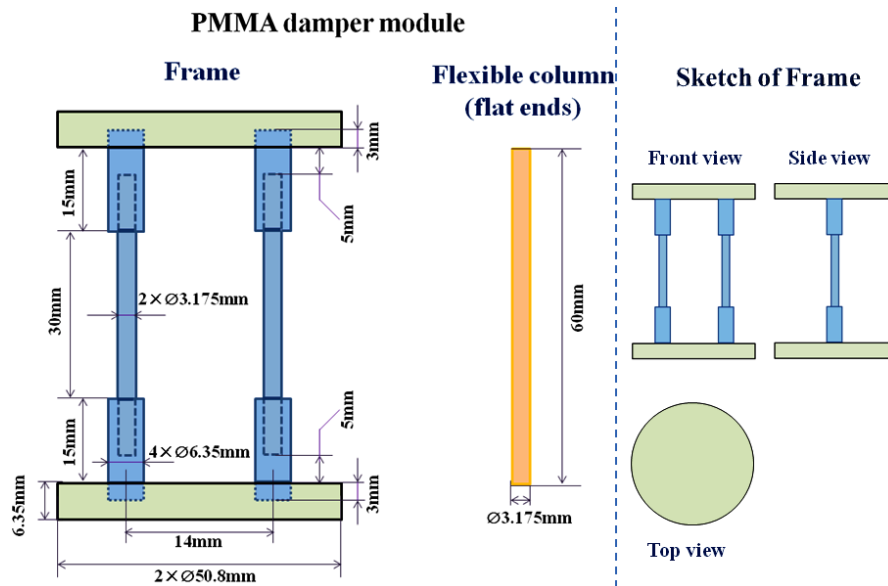 PMMA damper module
Frame
Flexible column
(flat ends)
Sketch of Frame
3mm
15mm
5mm
30mm
2×Ø3.175mm
60mm
15mm
5mm
4×Ø6.35mm
6.35mm
3mm
14mm
2×Ø50.8mm
Ø3.175mm
Front view
Side view
Top view